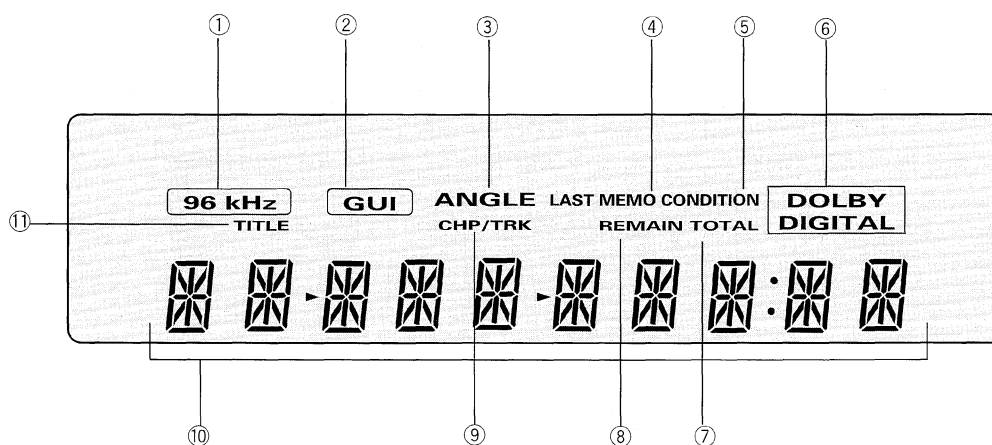 ① ② ③ ④ ⑤ ⑥
96 kHz GUI ANGLE LAST MEMO CONDITION DOLBY DIGITAL
⑪ TITLE CHP/TRK REMAIN TOTAL
⑩ ⑨ ⑧ ⑦